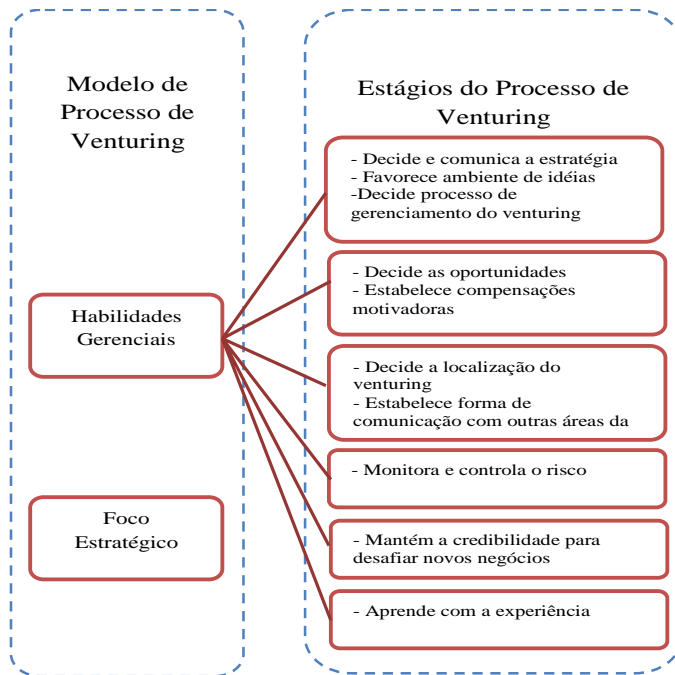 Modelo de
Processo de
Venturing
Habilidades
Gerenciais
Foco
Estratégico
Estágios do Processo de
Venturing
- Decide e comunica a estratégia
- Favorece ambiente de idéias
-Decide processo de
gerenciamento do venturing
- Decide as oportunidades
- Estabelece compensações
motivadoras
- Decide a localização do
venturing
- Estabelece forma de
comunicação com outras áreas da
- Monitora e controla o risco
- Mantém a credibilidade para
desafiar novos negócios
- Aprende com a experiência